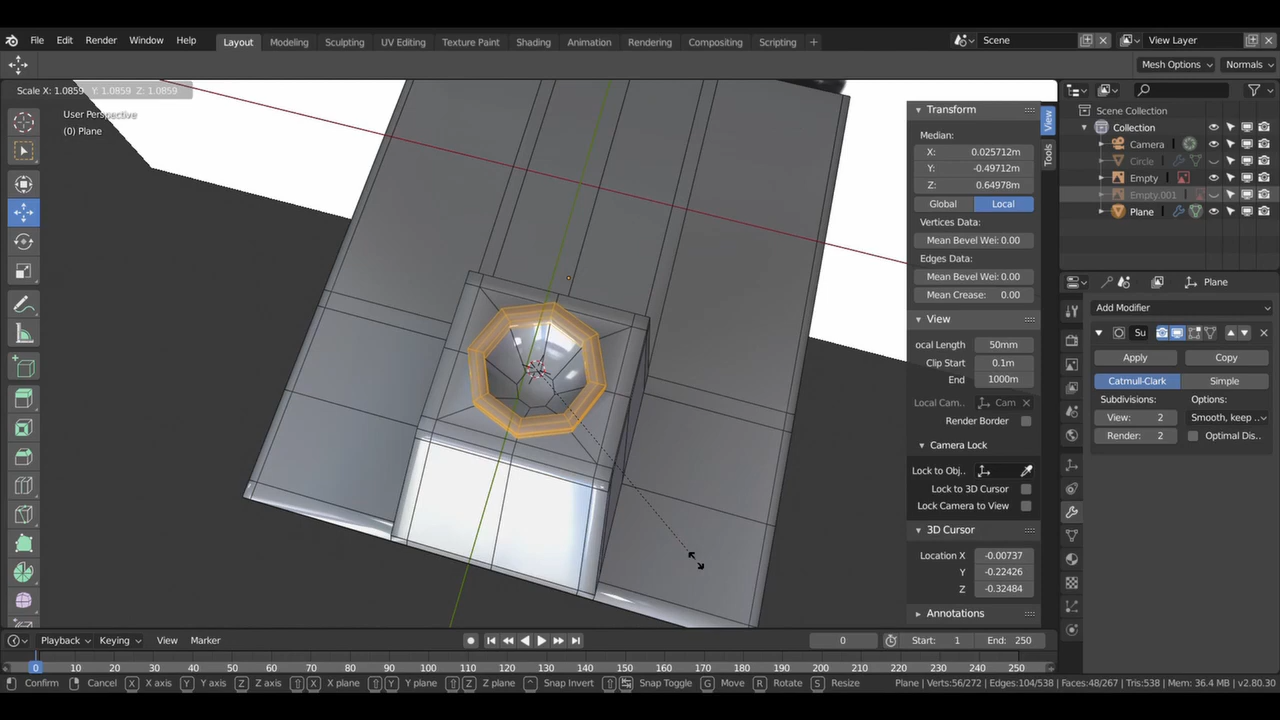 File Edit Render Window Help Layout Modeling Sculpting UV Editing Texture Paint Shading Animation Rendering Compositing Scripting + Scene View Layer
Mesh Options Normals
Scale X: 1.0859 Y: 1.0859 Z: 1.0859
User Perspective
(0) Plane
Transform
Median:
X: 0.025712m
Y: -0.49712m
Z: 0.64978m
Global Local
Vertices Data:
Mean Bevel Wei: 0.00
Edges Data:
Mean Bevel Wei: 0.00
Mean Crease: 0.00
View
ocal Length 50mm
Clip Start 0.1m
End 1000m
Local Cam.. Cam
Render Border
Camera Lock
Lock to Obj..
Lock to 3D Cursor
Lock Camera to View
3D Cursor
Location X -0.00737
Y -0.22426
Z -0.32484
Annotations
View
Tools
Scene Collection
Collection
Camera
Circle
Empty
Empty.001
Plane
Plane
Add Modifier
Su
Apply Copy
Catmull-Clark Simple
Subdivisions: Options:
View: 2 Smooth, keep ..
Render: 2 Optimal Dis..
Playback Keying View Marker 0 Start: 1 End: 250
0 10 20 30 40 50 60 70 80 90 100 110 120 130 140 150 160 170 180 190 200 210 220 230 240 250
Confirm Cancel X X axis Y Y axis Z Z axis X X plane Y Y plane Z Z plane Snap Invert Snap Toggle G Move R Rotate S Resize Plane | Verts:56/272 | Edges:104/538 | Faces:48/267 | Tris:538 | Mem: 36.4 MB | v2.80.30